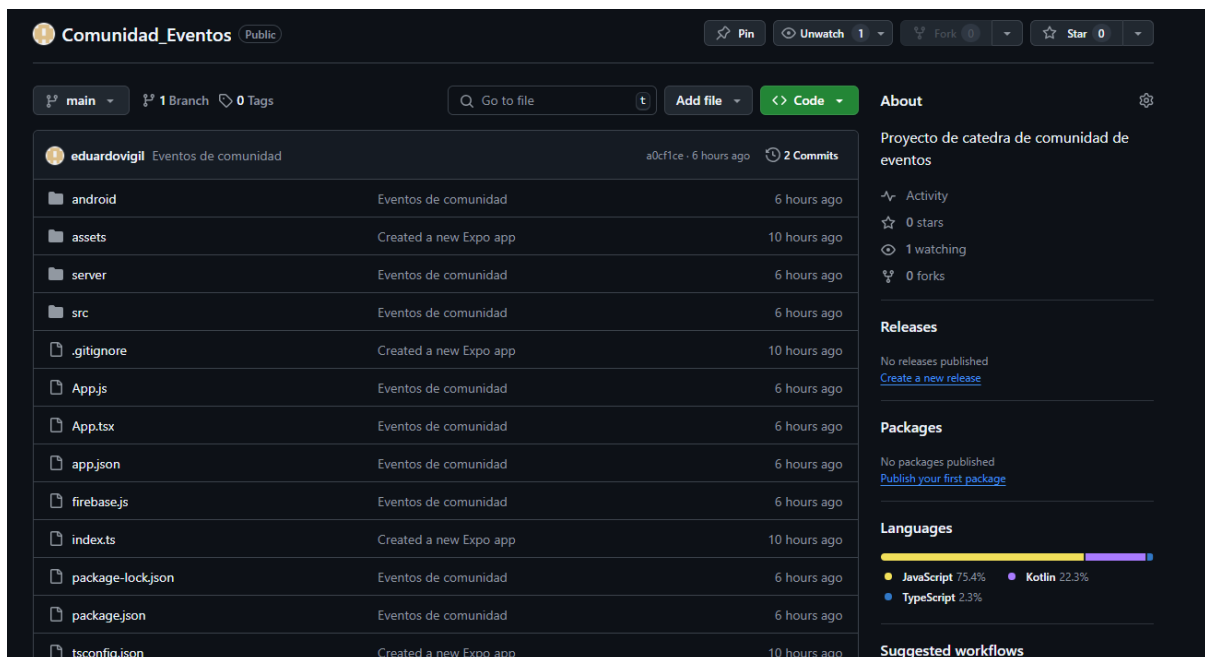 Comunidad_Eventos Public
Pin
Unwatch 1
Fork 0
Star 0
main
1 Branch
0 Tags
Go to file
t
Add file
Code
eduardovigil Eventos de comunidad
a0cf1ce · 6 hours ago
2 Commits
android Eventos de comunidad 6 hours ago
assets Created a new Expo app 10 hours ago
server Eventos de comunidad 6 hours ago
src Eventos de comunidad 6 hours ago
.gitignore Created a new Expo app 10 hours ago
App.js Eventos de comunidad 6 hours ago
App.tsx Eventos de comunidad 6 hours ago
app.json Eventos de comunidad 6 hours ago
firebase.js Eventos de comunidad 6 hours ago
index.ts Created a new Expo app 10 hours ago
package-lock.json Eventos de comunidad 6 hours ago
package.json Eventos de comunidad 6 hours ago
tsconfig.json Created a new Expo app 10 hours ago
About
Proyecto de catedra de comunidad de
eventos
Activity
0 stars
1 watching
0 forks
Releases
No releases published
Create a new release
Packages
No packages published
Publish your first package
Languages
JavaScript 75.4%
Kotlin 22.3%
TypeScript 2.3%
Suggested workflows